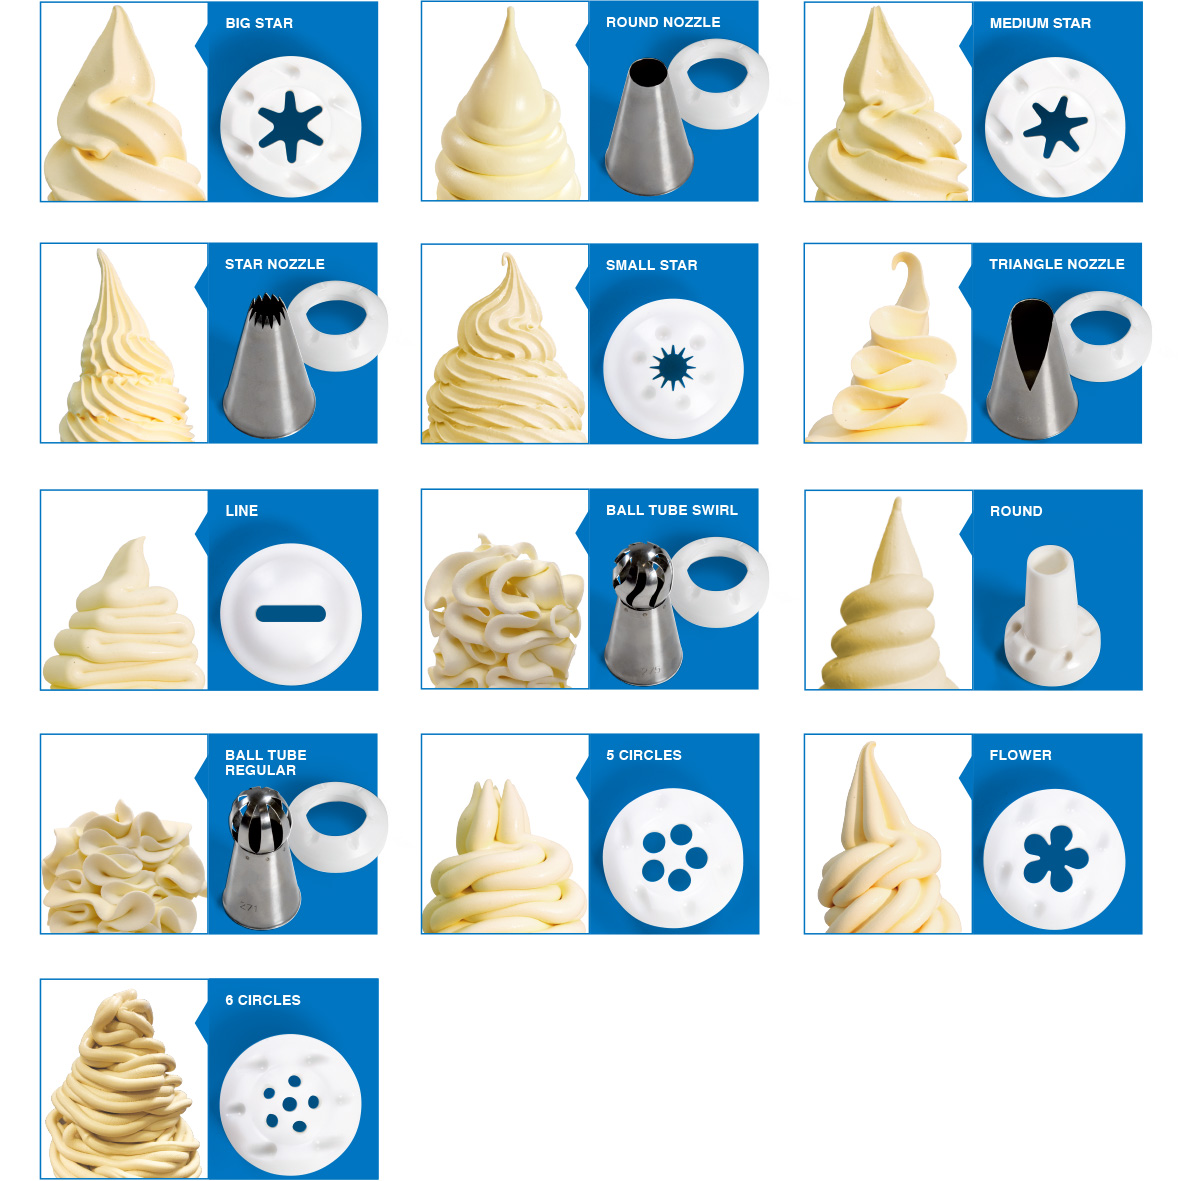 BIG STAR
ROUND NOZZLE
MEDIUM STAR
STAR NOZZLE
SMALL STAR
TRIANGLE NOZZLE
LINE
BALL TUBE SWIRL
ROUND
BALL TUBE
REGULAR
271
5 CIRCLES
FLOWER
6 CIRCLES